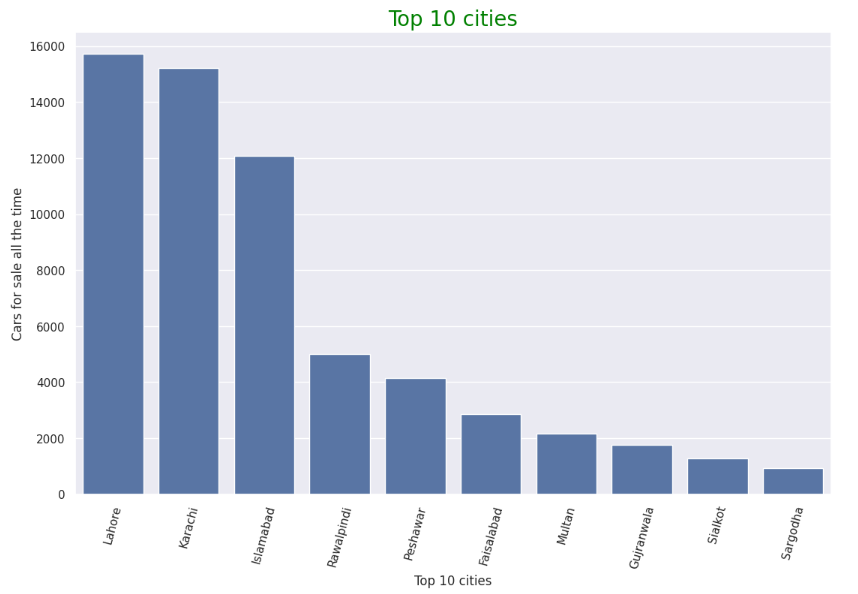 Top 10 cities
Cars for sale all the time
16000
14000
12000
10000
8000
6000
4000
2000
0
Lahore
Karachi
Islamabad
Rawalpindi
Peshawar
Faisalabad
Multan
Gujranwala
Sialkot
Sargodha
Top 10 cities